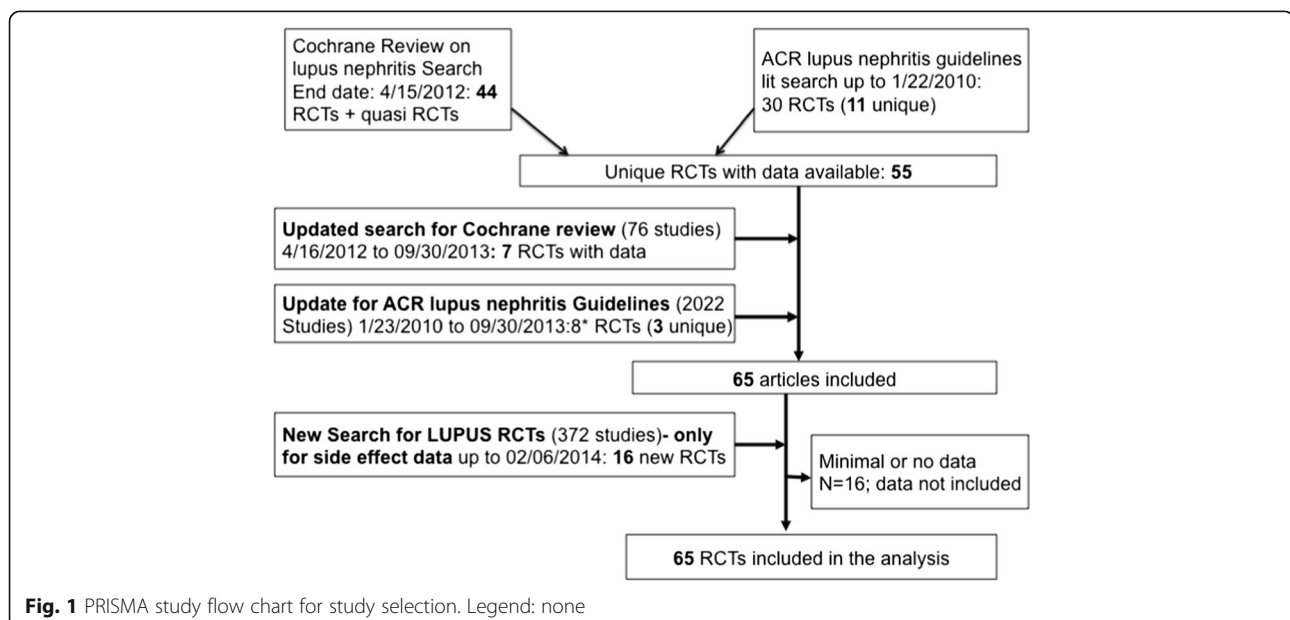 Cochrane Review on
lupus nephritis Search
End date: 4/15/2012: 44
RCTs + quasi RCTs
ACR lupus nephritis guidelines
lit search up to 1/22/2010:
30 RCTs (11 unique)
Unique RCTs with data available: 55
Updated search for Cochrane review (76 studies)
4/16/2012 to 09/30/2013: 7 RCTs with data
Update for ACR lupus nephritis Guidelines (2022
Studies) 1/23/2010 to 09/30/2013:8* RCTs (3 unique)
65 articles included
New Search for LUPUS RCTs (372 studies)- only
for side effect data up to 02/06/2014: 16 new RCTs
Minimal or no data
N=16; data not included
65 RCTs included in the analysis
Fig. 1 PRISMA study flow chart for study selection. Legend: none